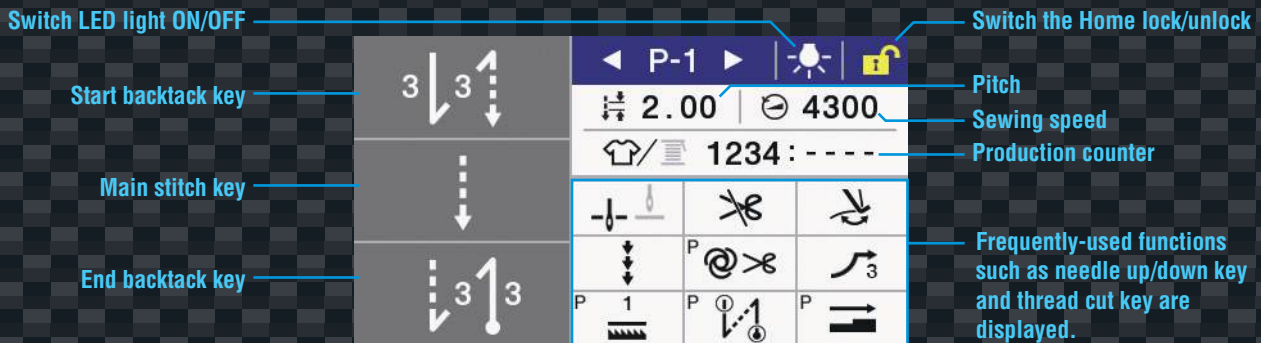 Switch LED light ON/OFF
Switch the Home lock/unlock
P-1
3 3
Start backtack key
2.00
4300
Pitch
Sewing speed
1234:----
Production counter
Main stitch key
Frequently-used functions
such as needle up/down key
and thread cut key are
displayed.
P
3
End backtack key
3 3
P 1
P
P